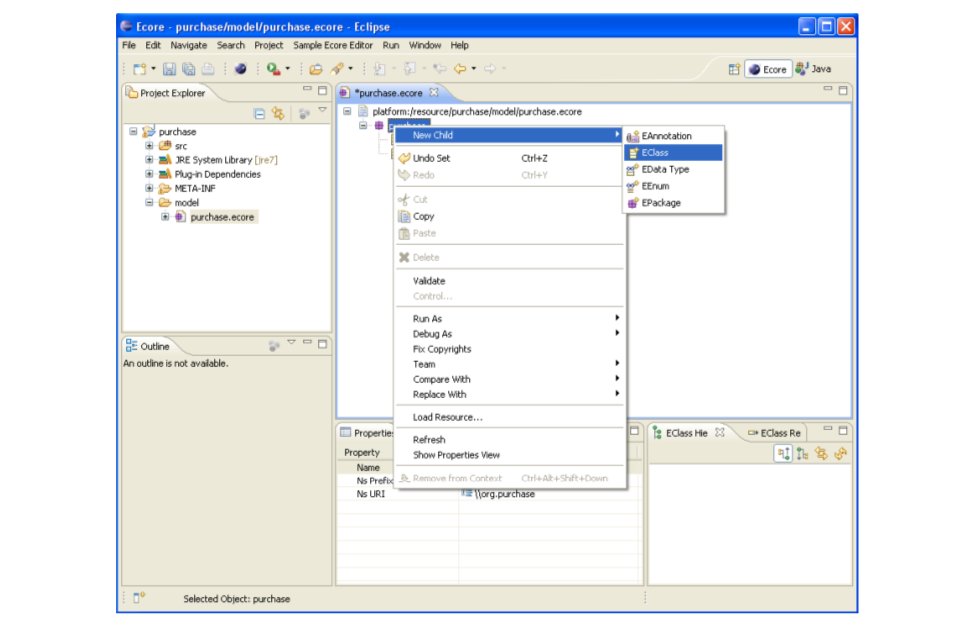 Ecore - purchase/model/purchase.ecore - Eclipse
File Edit Navigate Search Project Sample Ecore Editor Run Window Help
Ecore Java
Project Explorer
purchase
src
JRE System Library [jre7]
Plug-in Dependencies
META-INF
model
purchase.ecore
*purchase.ecore
platform:/resource/purchase/model/purchase.ecore
New Child
Undo Set Ctrl+Z
Redo Ctrl+Y
Cut
Copy
Paste
Delete
Validate
Control...
Run As
Debug As
Fix Copyrights
Team
Compare With
Replace With
Load Resource...
Refresh
Show Properties View
Remove from Context Ctrl+Alt+Shift+Down
EAnnotation
EClass
EData Type
EEnum
EPackage
Outline
An outline is not available.
Properties
Property
Name
Ns Prefix
Ns URI \\org.purchase
EClass Hie EClass Re
Selected Object: purchase